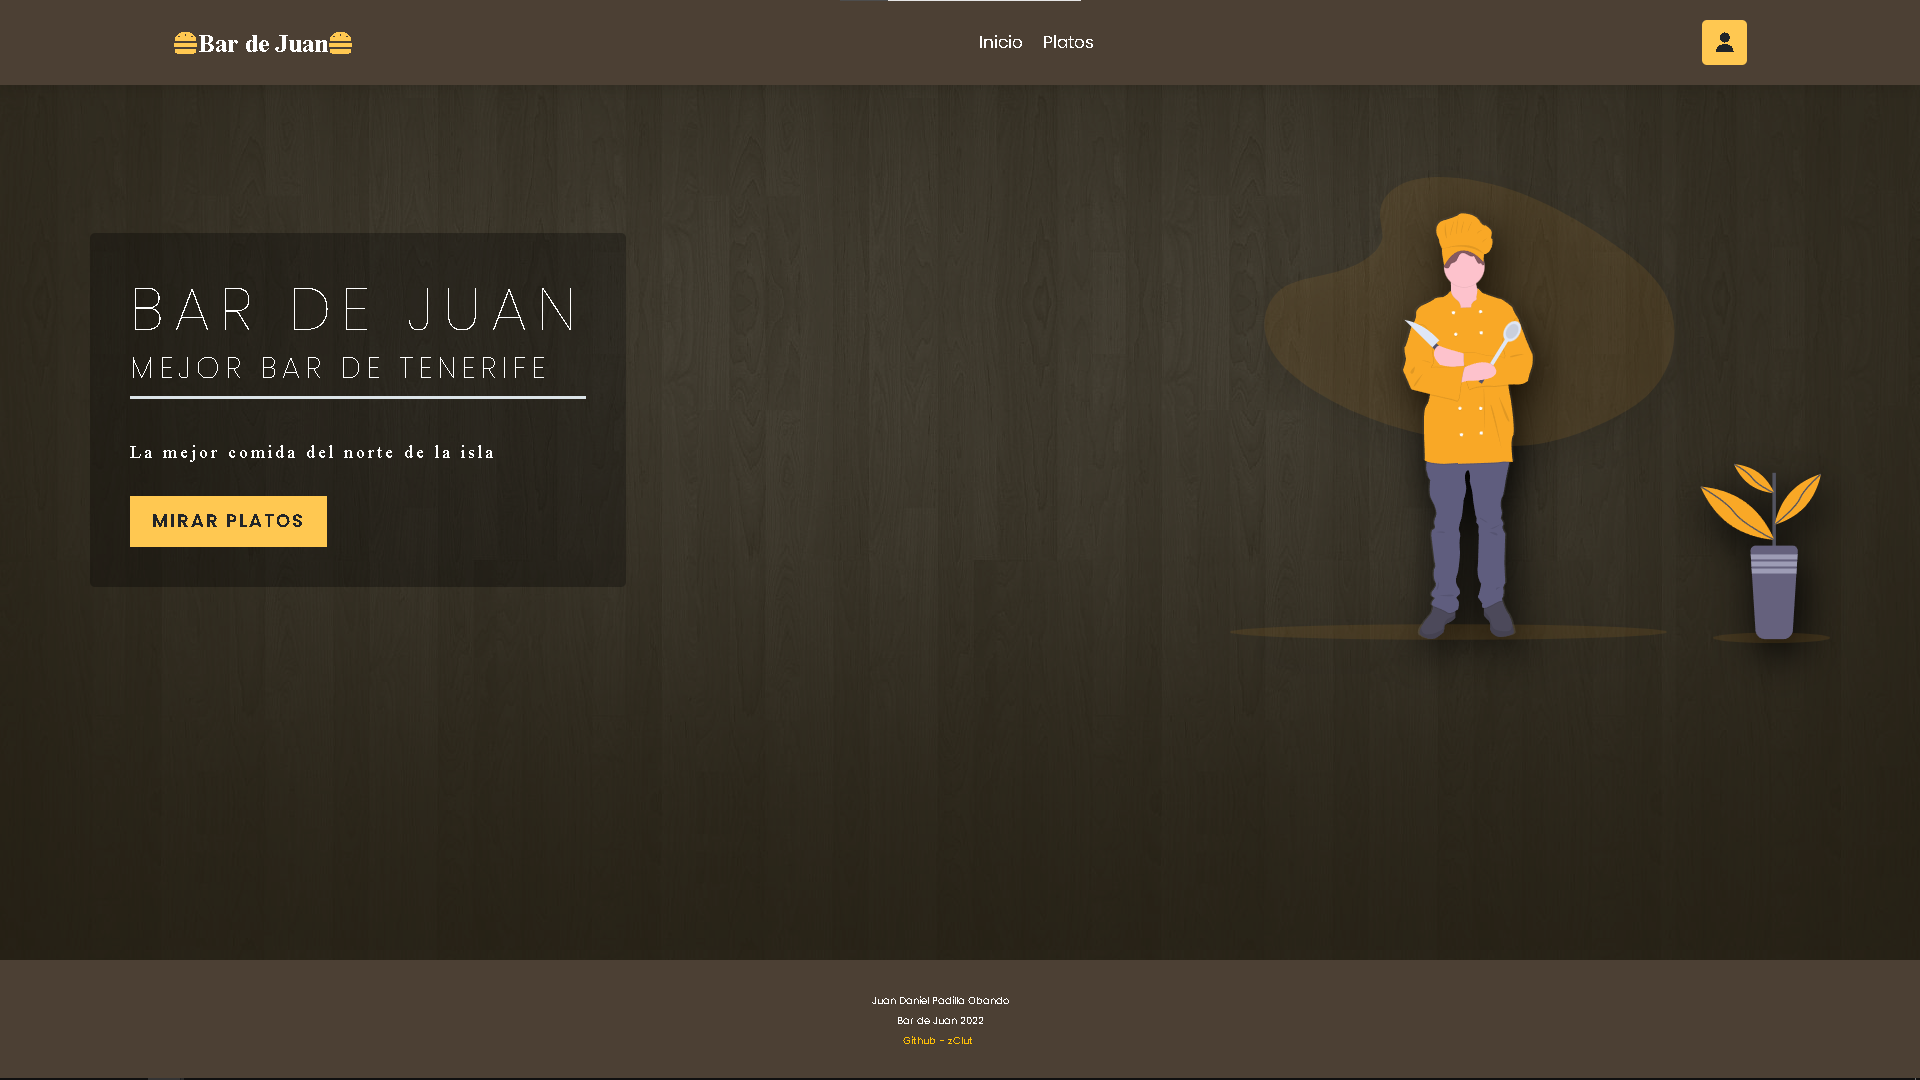 Bar de Juan
Inicio Platos
BAR DE JUAN
MEJOR BAR DE TENERIFE
La mejor comida del norte de la isla
MIRAR PLATOS
Juan Daniel Padilla Obando
Bar de Juan 2022
Github - zClut